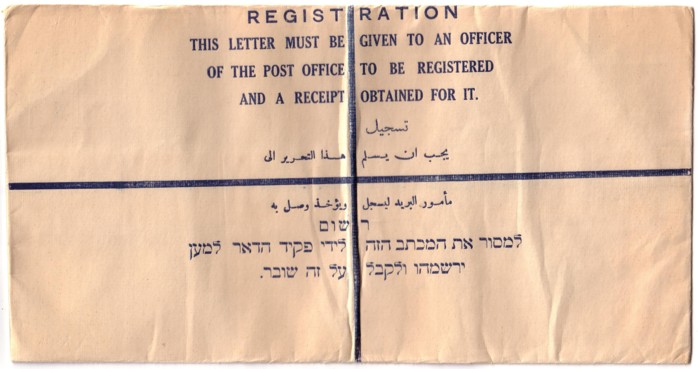 REGISTRATION
THIS LETTER MUST BE GIVEN TO AN OFFICER
OF THE POST OFFICE TO BE REGISTERED
AND A RECEIPT OBTAINED FOR IT.
تسجيل
يجب ان يسلم هذا التحرير الى
مأمور البريد ليسجل ويؤخذ وصل به
רשום
למסור את המכתב הזה לידי פקיד הדאר למען
ירשמהו ולקבל על זה שובר.